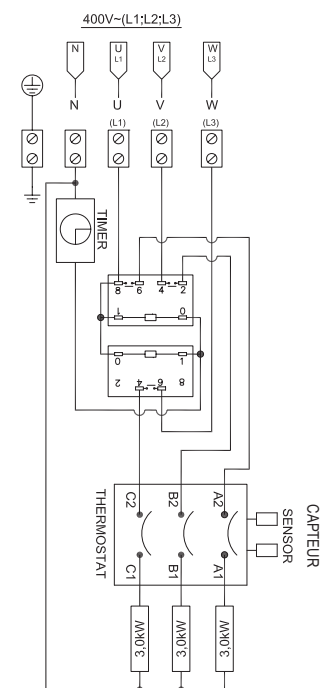 400V~(L1;L2;L3)
N U L1 V L2 W L3
N U V W
(L1) (L2) (L3)
TIMER
8 6 4 2
1 0
0 1
2 4 6 8
C2 B2 A2
THERMOSTAT
SENSOR
CAPTEUR
C1 B1 A1
3,0KW 3,0KW 3,0KW